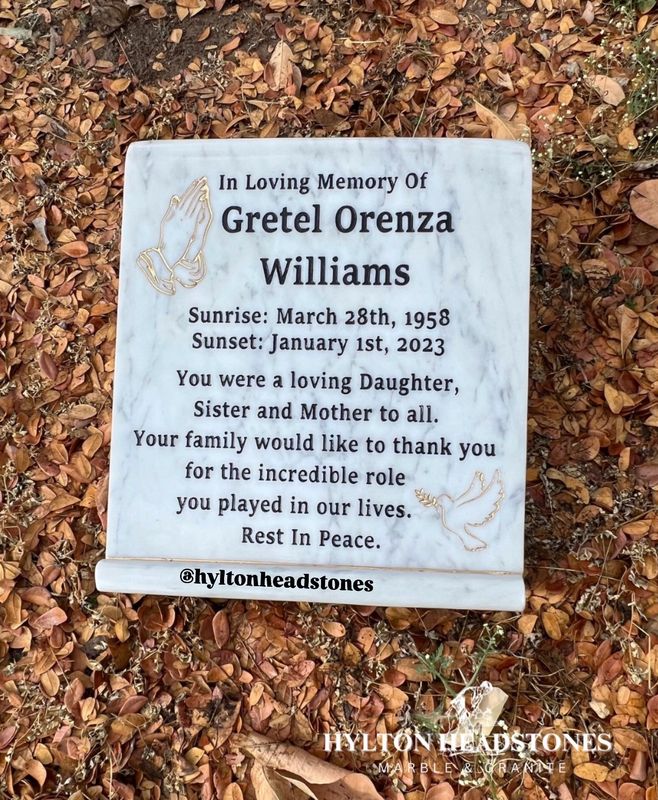 In Loving Memory Of
Gretel Orenza
Williams
Sunrise: March 28th, 1958
Sunset: January 1st, 2023
You were a loving Daughter,
Sister and Mother to all.
Your family would like to thank you
for the incredible role
you played in our lives.
Rest In Peace.
@hyltonheadstones
HYLTON HEADSTONES
MARBLE & GRANITE